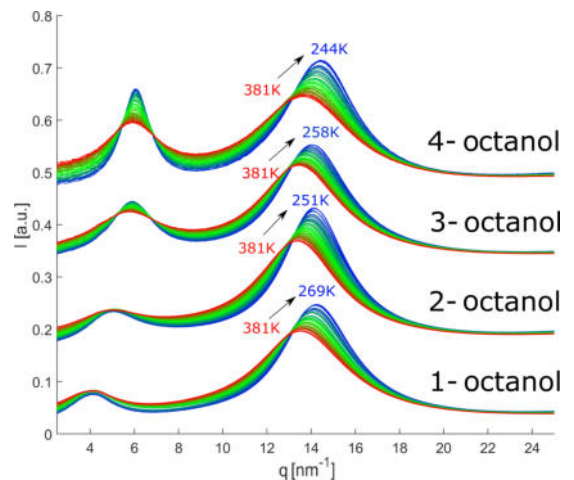 0.8
0.7
0.6
0.5
0.4
0.3
0.2
0.1
0
I [a.u.]
244K
381K
4- octanol
258K
381K
3- octanol
251K
381K
2- octanol
269K
381K
1- octanol
4 6 8 10 12 14 16 18 20 22 24
q [nm⁻¹]